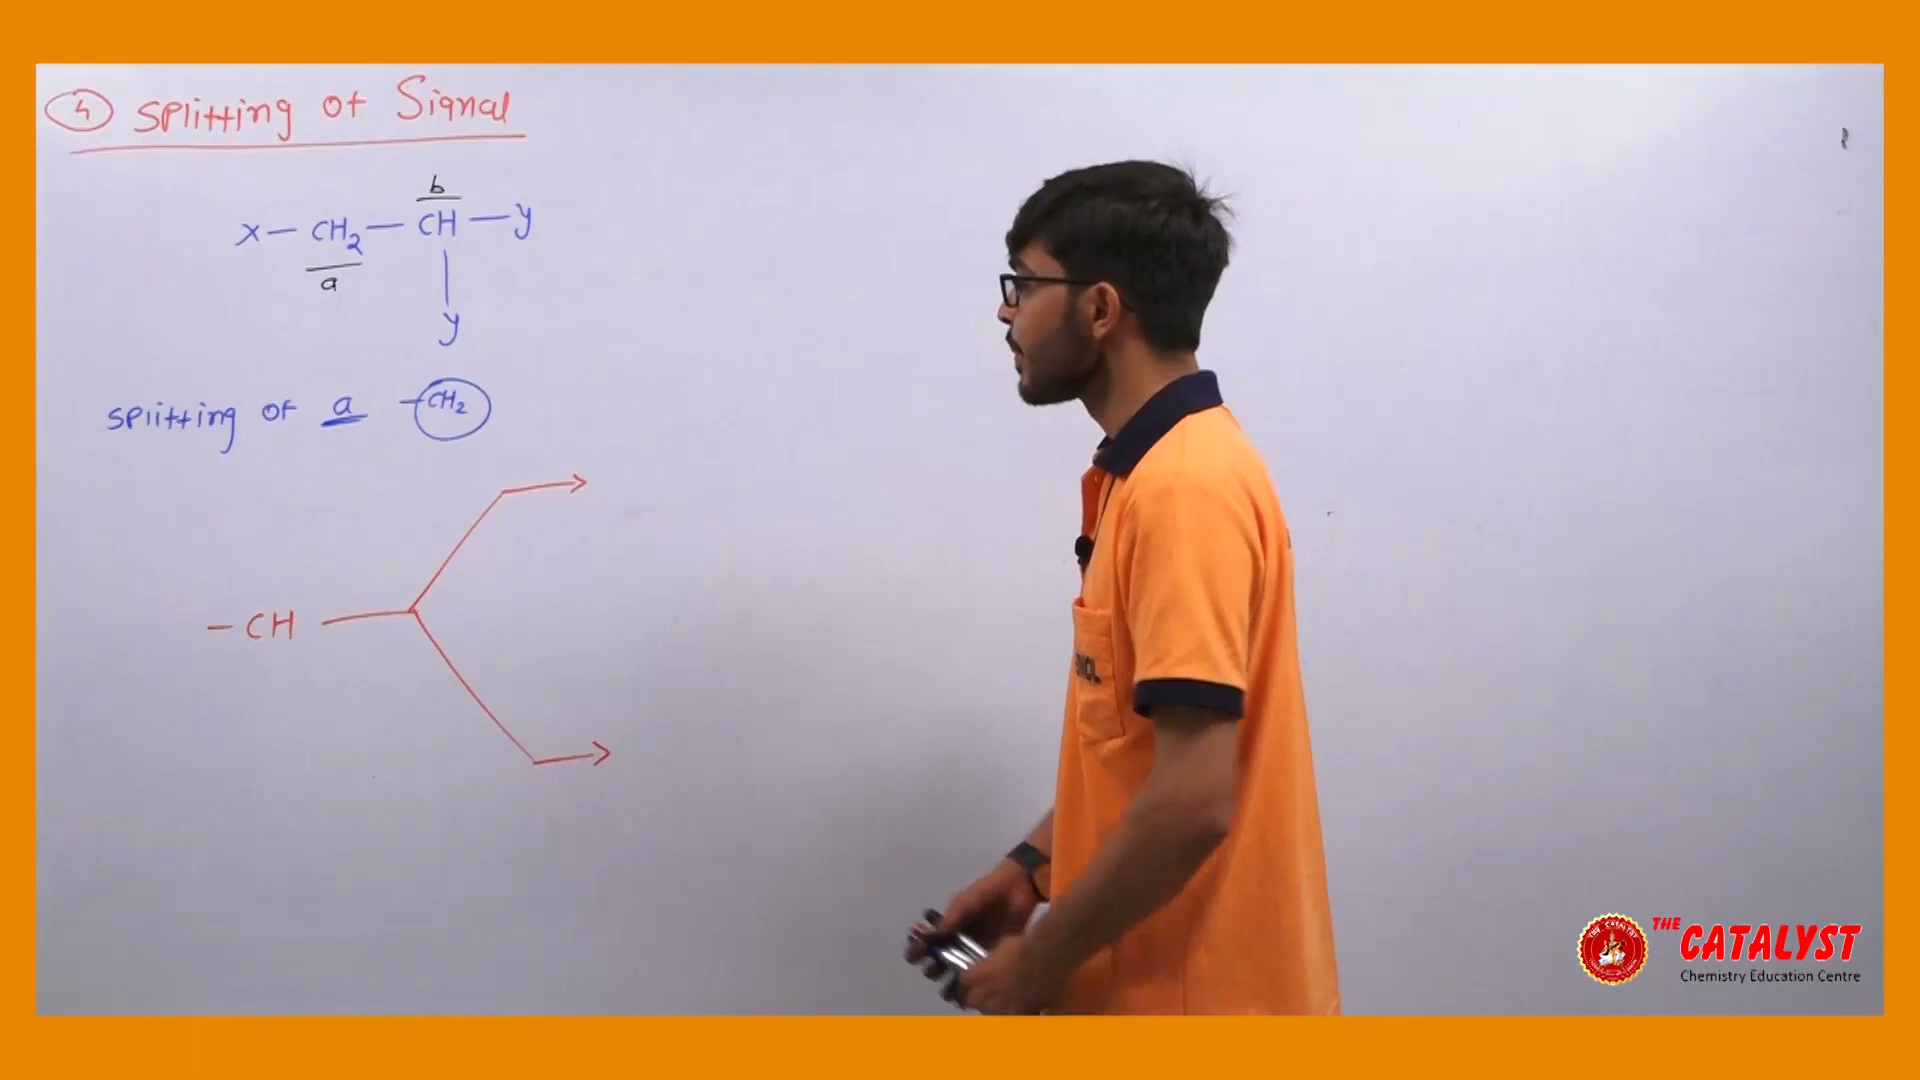 4 Splitting of Signal
b
X — CH2 — CH — y
a
y
splitting of a — CH2
— CH
THE
CATALYST
Chemistry Education Centre